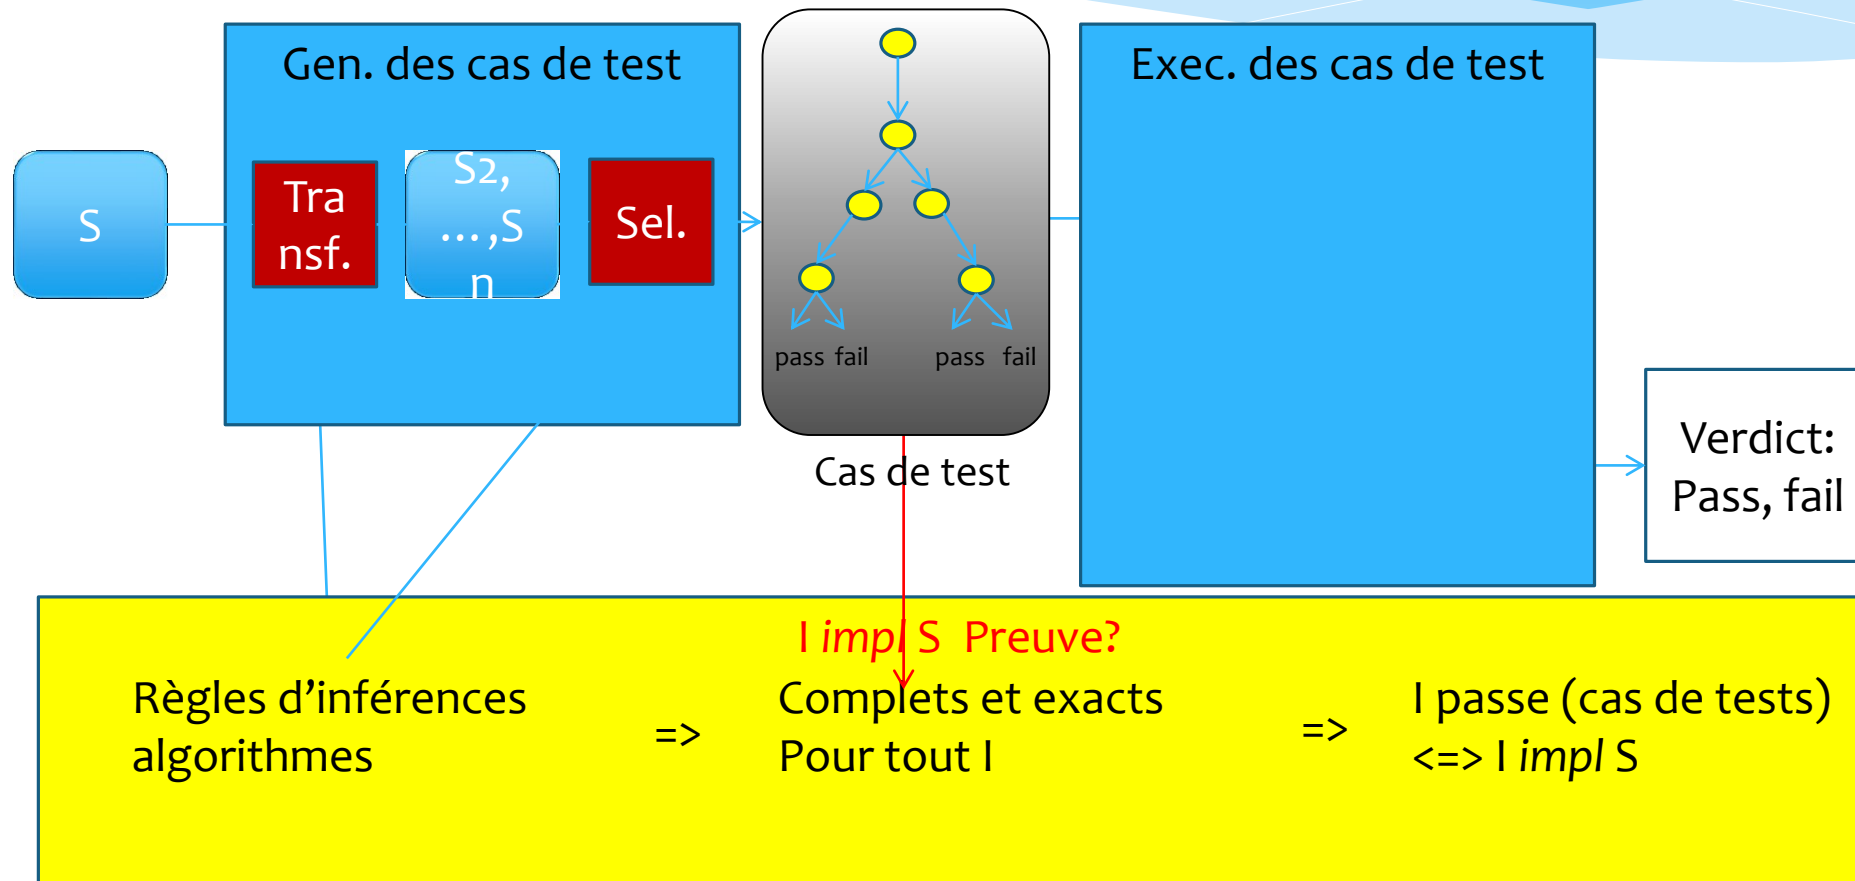 Gen. des cas de test
Exec. des cas de test
S
Tra
nsf.
S2,
...,S
n
Sel.
pass fail
pass fail
Cas de test
Verdict:
Pass, fail
I impl S Preuve?
Règles d’inférences
algorithmes
=>
Complets et exacts
Pour tout I
=>
I passe (cas de tests)
<=> I impl S